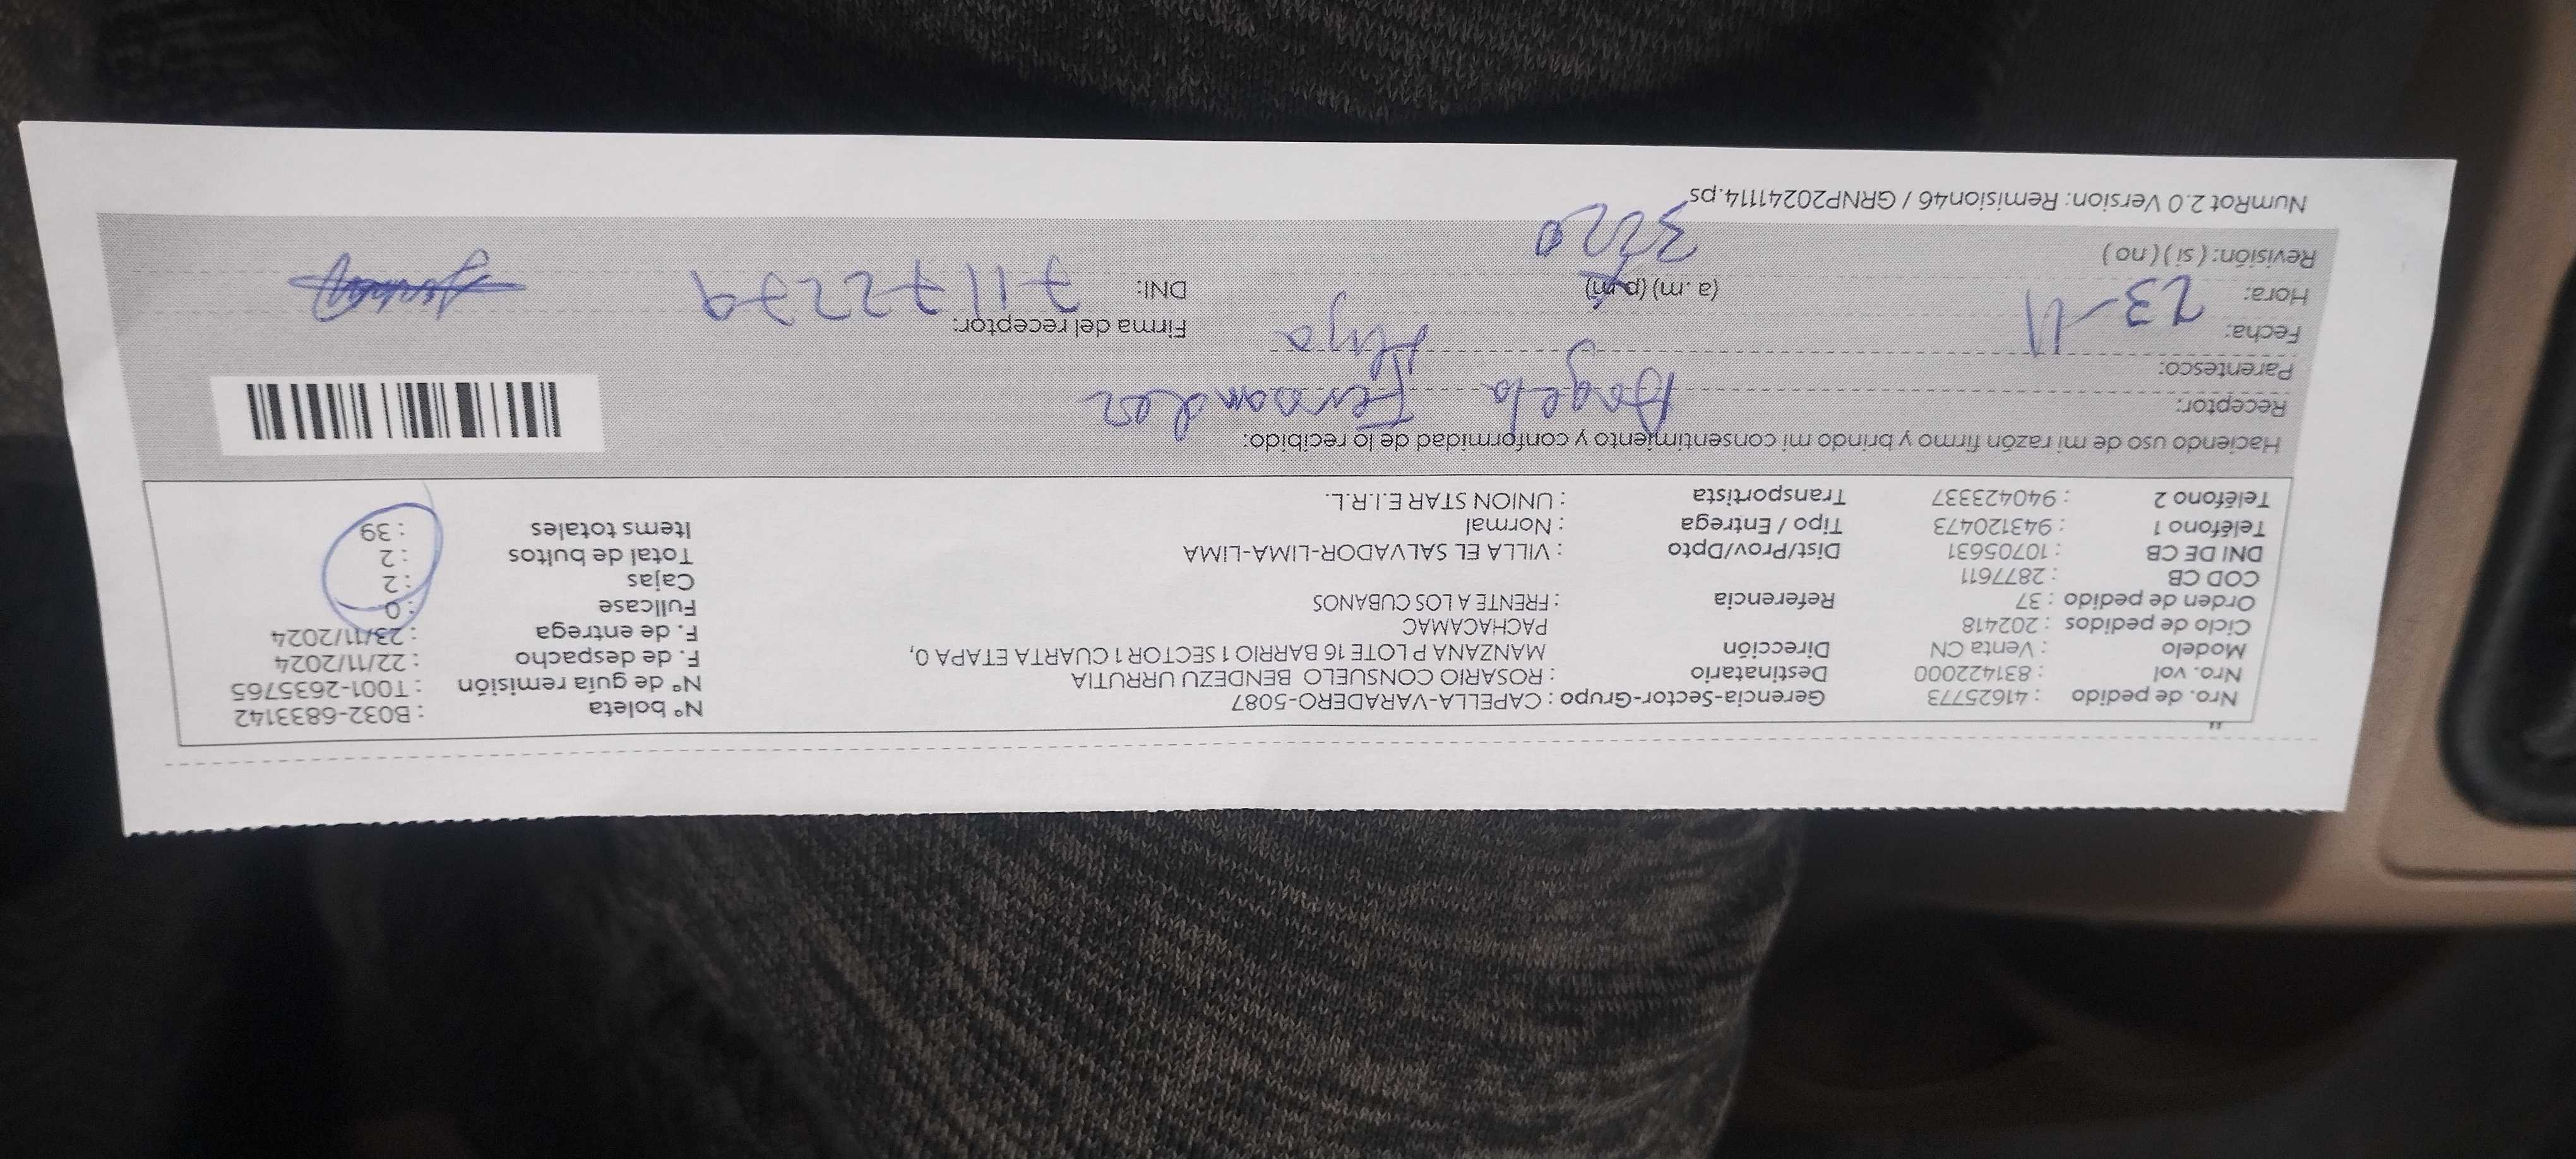 "
Nro. de pedido : 41625773 Gerencia-Sector-Grupo : CAPELLA-VARADERO-5087 Nº boleta : B032-6833142
Nro. vol : 831422000 Destinatario : ROSARIO CONSUELO BENDEZU URRUTIA Nº de guía remisión : T001-2635765
Modelo : Venta CN Dirección MANZANA P LOTE 16 BARRIO 1 SECTOR 1 CUARTA ETAPA 0, F. de despacho : 22/11/2024
Ciclo de pedidos : 202418 PACHACAMAC F. de entrega : 23/11/2024
Orden de pedido : 37 Referencia : FRENTE A LOS CUBANOS Fullcase : 0
COD CB : 2877611 Cajas : 2
DNI DE CB : 10705631 Dist/Prov/Dpto : VILLA EL SALVADOR-LIMA-LIMA Total de bultos : 2
Teléfono 1 : 943120473 Tipo / Entrega : Normal Items totales : 39
Teléfono 2 : 940423337 Transportista : UNION STAR E.I.R.L.
Haciendo uso de mi razón firmo y brindo mi consentimiento y conformidad de lo recibido:
Receptor: Angela Fernandez
Parentesco: Hija
Fecha: 23-11 Firma del receptor:
Hora: (a.m) (p.m) DNI: 71172279
Revisión: ( si ) ( no ) 3:20
NumRot 2.0 Version: Remision46 / GRNP20241114.ps